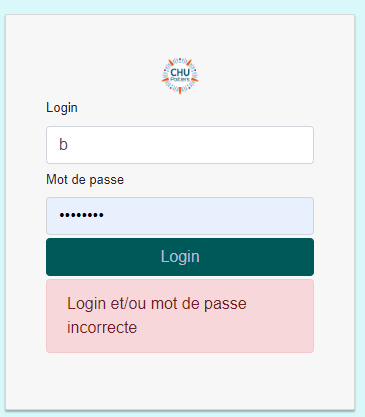 CHU
Poitiers
Login
b
Mot de passe
••••••••
Login
Login et/ou mot de passe
incorrecte